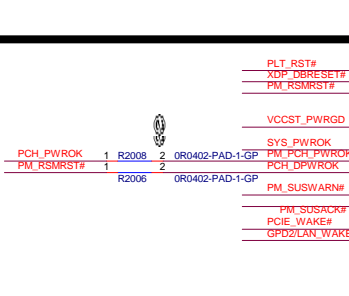 PLT_RST#
XDP_DBRESET#
PM_RSMRST#
VCCST_PWRGD
SYS_PWROK
PCH_PWROK 1 R2008 2 0R0402-PAD-1-GP PM_PCH_PWROK
PM_RSMRST# 1 2 PCH_DPWROK
R2006 0R0402-PAD-1-GP
PM_SUSWARN#
PM_SUSACK#
PCIE_WAKE#
GPD2/LAN_WAKE